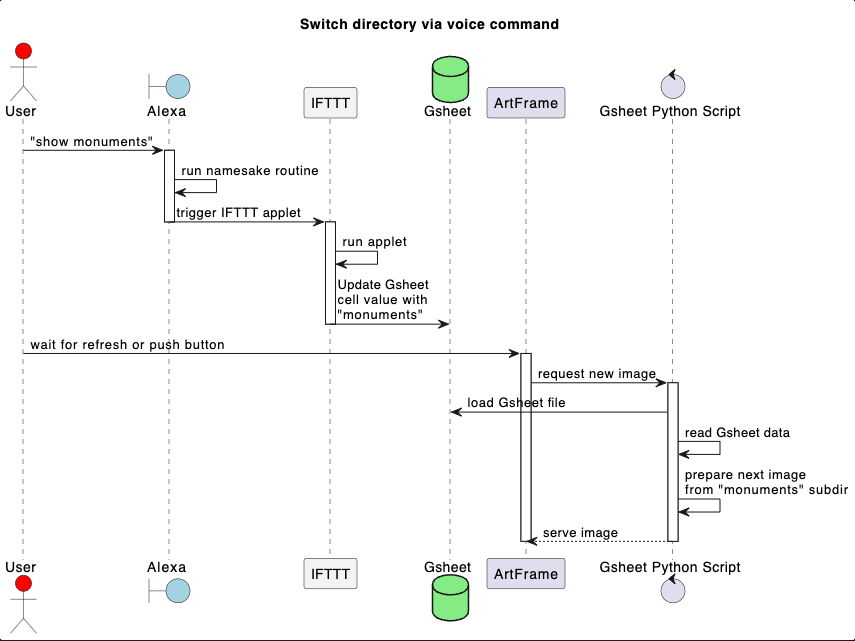 Switch directory via voice command
User
Alexa
IFTTT
Gsheet
ArtFrame
Gsheet Python Script
"show monuments"
run namesake routine
trigger IFTTT applet
run applet
Update Gsheet
cell value with
"monuments"
wait for refresh or push button
request new image
load Gsheet file
read Gsheet data
prepare next image
from "monuments" subdir
serve image
User
Alexa
IFTTT
Gsheet
ArtFrame
Gsheet Python Script